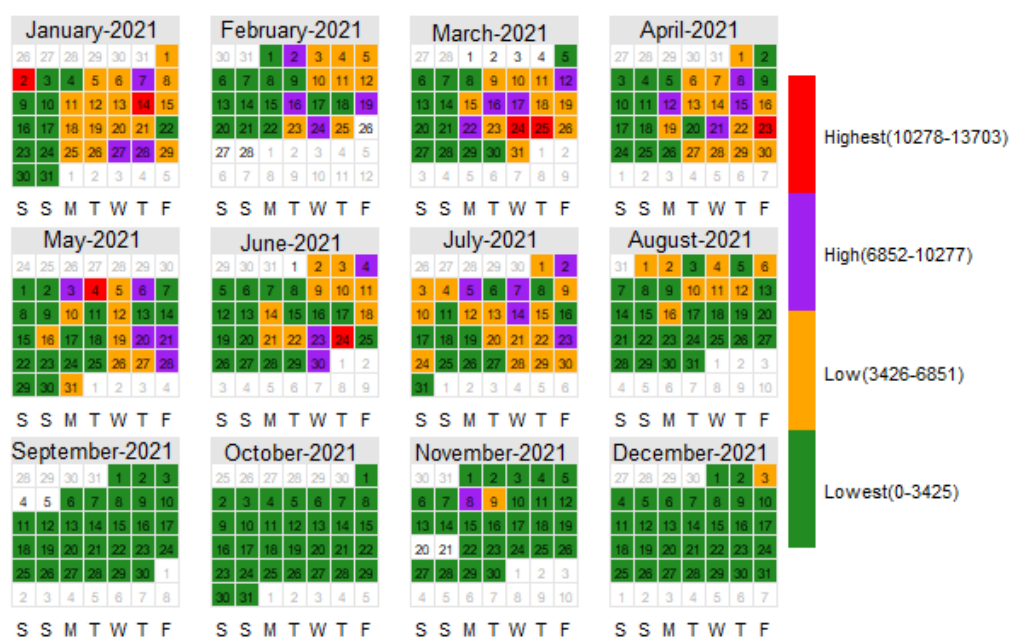 January-2021
26 27 28 29 30 31 1
2 3 4 5 6 7 8
9 10 11 12 13 14 15
16 17 18 19 20 21 22
23 24 25 26 27 28 29
30 31 1 2 3 4 5
S S M T W T F
February-2021
30 31 1 2 3 4 5
6 7 8 9 10 11 12
13 14 15 16 17 18 19
20 21 22 23 24 25 26
27 28 1 2 3 4 5
6 7 8 9 10 11 12
S S M T W T F
March-2021
27 28 1 2 3 4 5
6 7 8 9 10 11 12
13 14 15 16 17 18 19
20 21 22 23 24 25 26
27 28 29 30 31 1 2
3 4 5 6 7 8 9
S S M T W T F
April-2021
27 28 29 30 31 1 2
3 4 5 6 7 8 9
10 11 12 13 14 15 16
17 18 19 20 21 22 23
24 25 26 27 28 29 30
1 2 3 4 5 6 7
S S M T W T F
May-2021
24 25 26 27 28 29 30
1 2 3 4 5 6 7
8 9 10 11 12 13 14
15 16 17 18 19 20 21
22 23 24 25 26 27 28
29 30 31 1 2 3 4
S S M T W T F
June-2021
29 30 31 1 2 3 4
5 6 7 8 9 10 11
12 13 14 15 16 17 18
19 20 21 22 23 24 25
26 27 28 29 30 1 2
3 4 5 6 7 8 9
S S M T W T F
July-2021
26 27 28 29 30 1 2
3 4 5 6 7 8 9
10 11 12 13 14 15 16
17 18 19 20 21 22 23
24 25 26 27 28 29 30
31 1 2 3 4 5 6
S S M T W T F
August-2021
31 1 2 3 4 5 6
7 8 9 10 11 12 13
14 15 16 17 18 19 20
21 22 23 24 25 26 27
28 29 30 31 1 2 3
4 5 6 7 8 9 10
S S M T W T F
September-2021
28 29 30 31 1 2 3
4 5 6 7 8 9 10
11 12 13 14 15 16 17
18 19 20 21 22 23 24
25 26 27 28 29 30 1
2 3 4 5 6 7 8
S S M T W T F
October-2021
25 26 27 28 29 30 1
2 3 4 5 6 7 8
9 10 11 12 13 14 15
16 17 18 19 20 21 22
23 24 25 26 27 28 29
30 31 1 2 3 4 5
S S M T W T F
November-2021
30 31 1 2 3 4 5
6 7 8 9 10 11 12
13 14 15 16 17 18 19
20 21 22 23 24 25 26
27 28 29 30 1 2 3
4 5 6 7 8 9 10
S S M T W T F
December-2021
27 28 29 30 1 2 3
4 5 6 7 8 9 10
11 12 13 14 15 16 17
18 19 20 21 22 23 24
25 26 27 28 29 30 31
1 2 3 4 5 6 7
S S M T W T F
Highest(10278-13703)
High(6852-10277)
Low(3426-6851)
Lowest(0-3425)